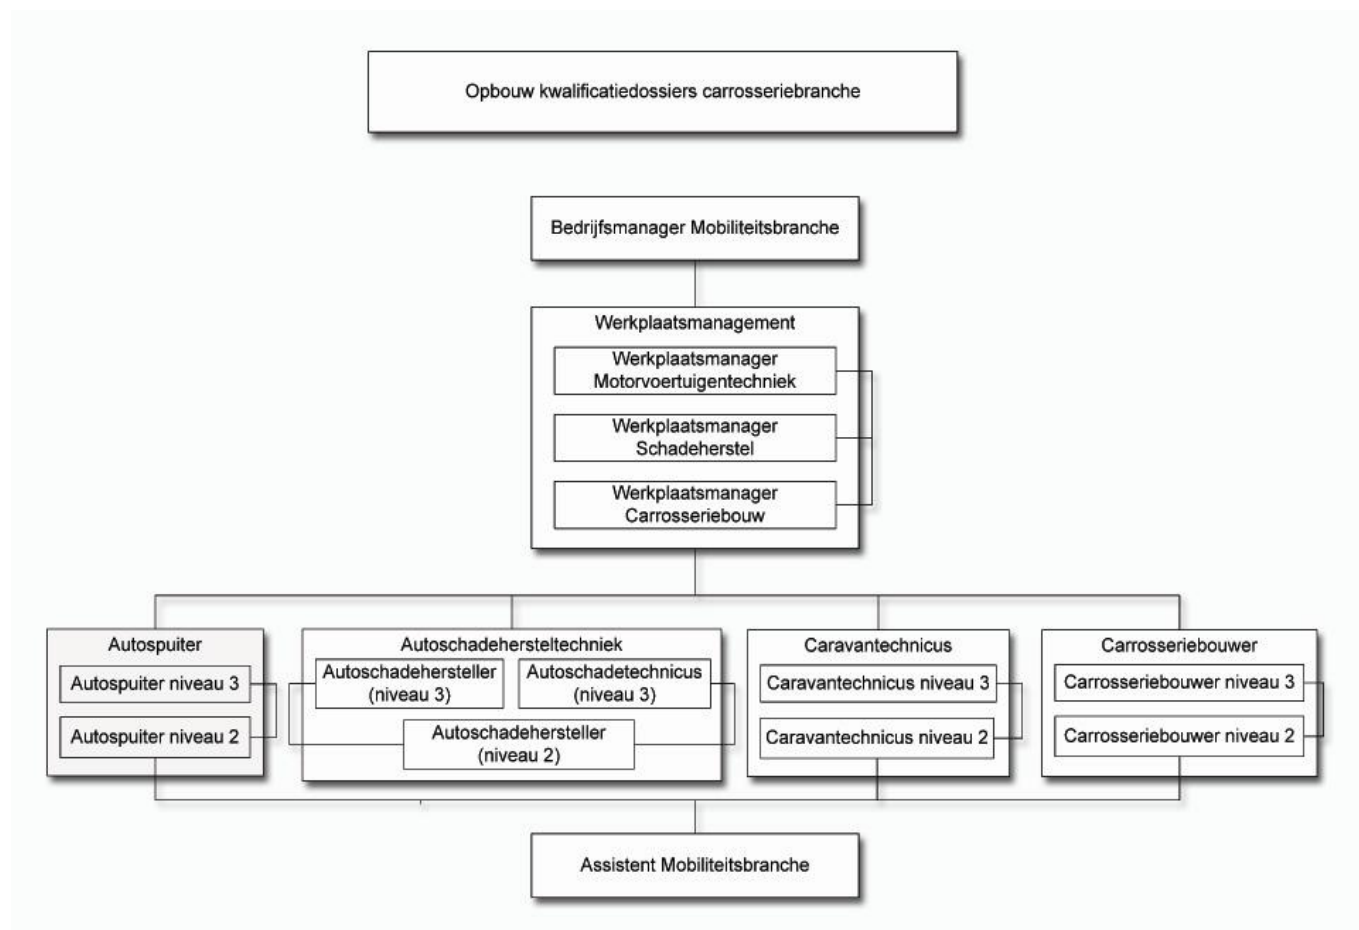 Opbouw kwalificatiedossiers carrosseriebranche
Bedrijfsmanager Mobiliteitsbranche
Werkplaatsmanagement
Werkplaatsmanager
Motorvoertuigentechniek
Werkplaatsmanager
Schadeherstel
Werkplaatsmanager
Carrosseriebouw
Autospuiter
Autospuiter niveau 3
Autospuiter niveau 2
Autoschadehersteltechniek
Autoschadehersteller
(niveau 3)
Autoschadetechnicus
(niveau 3)
Autoschadehersteller
(niveau 2)
Caravantechnicus
Caravantechnicus niveau 3
Caravantechnicus niveau 2
Carrosseriebouwer
Carrosseriebouwer niveau 3
Carrosseriebouwer niveau 2
Assistent Mobiliteitsbranche